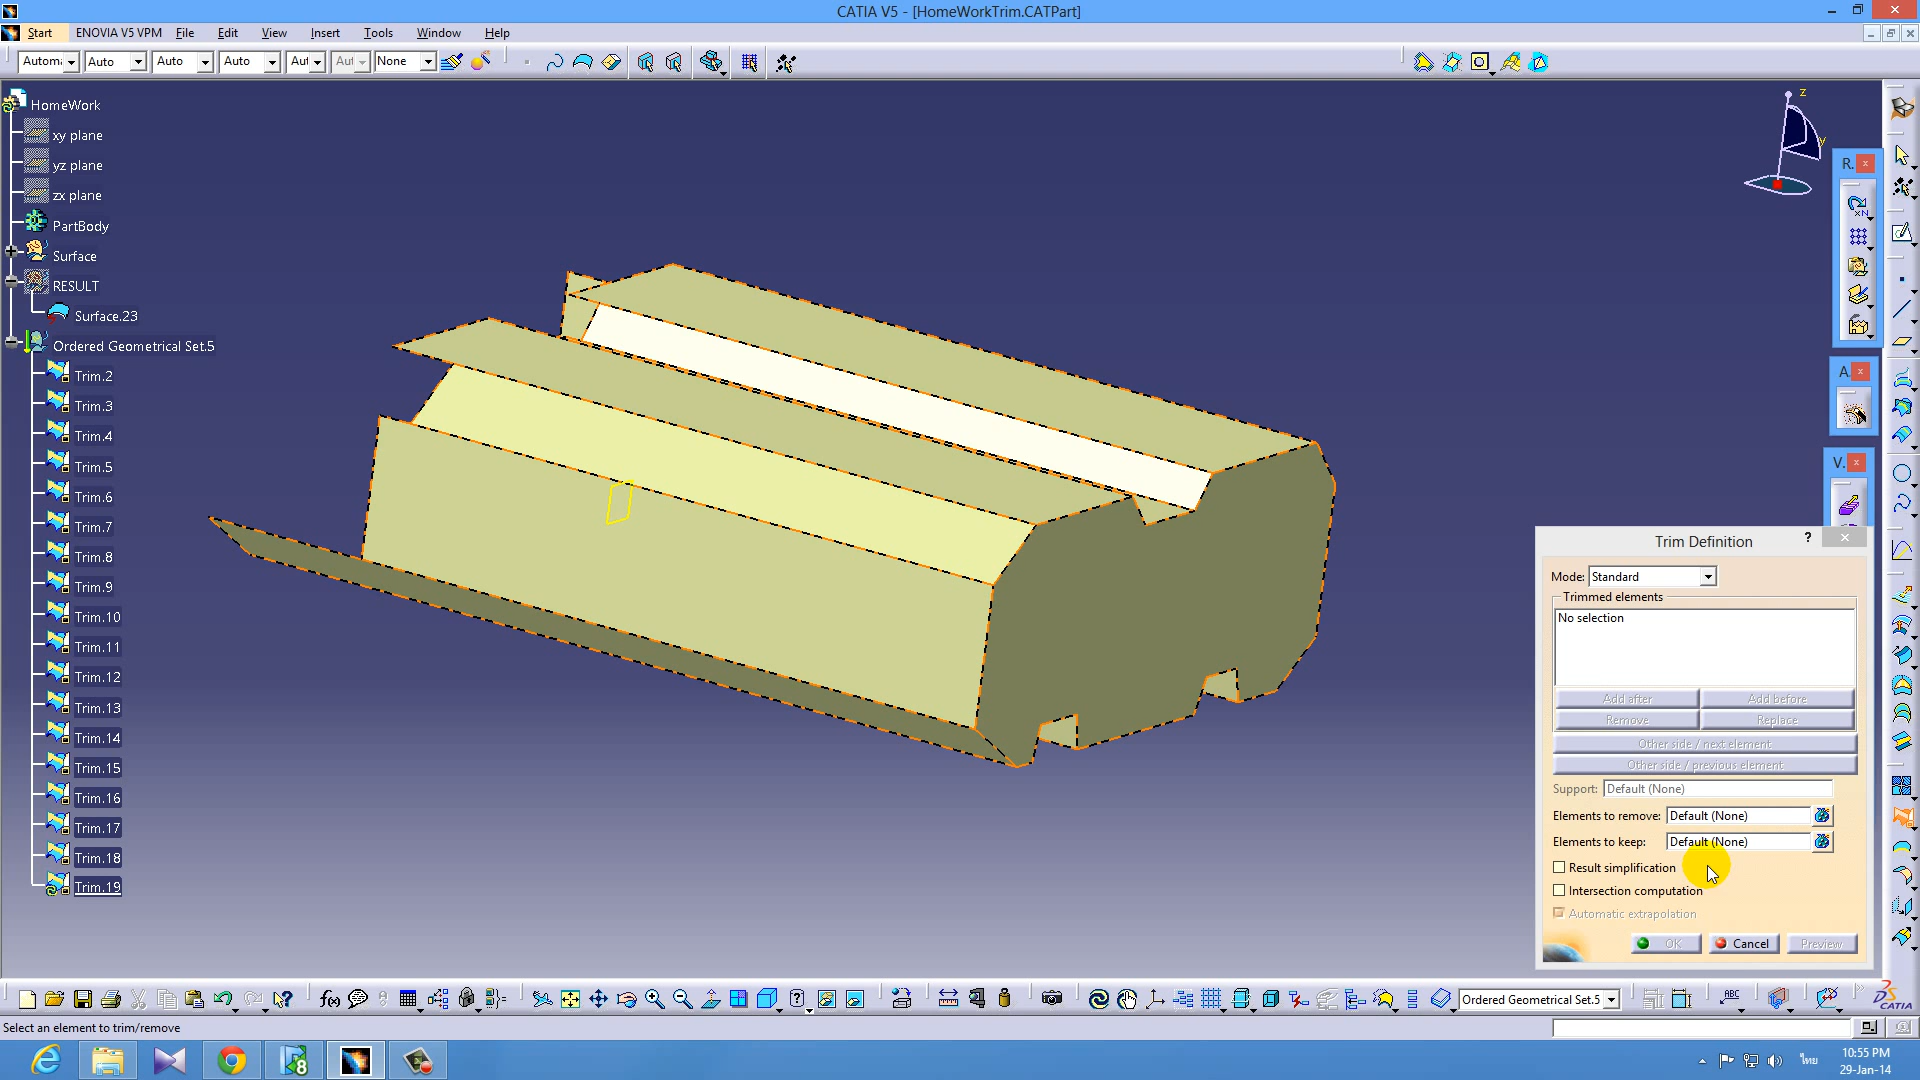 CATIA V5 - [HomeWorkTrim.CATPart]
Start
ENOVIA V5 VPM
File
Edit
View
Insert
Tools
Window
Help
Auto
Auto
Auto
None
HomeWork
xy plane
yz plane
zx plane
PartBody
Surface
RESULT
Surface.23
Ordered Geometrical Set.5
Trim.2
Trim.3
Trim.4
Trim.5
Trim.6
Trim.7
Trim.8
Trim.9
Trim.10
Trim.11
Trim.12
Trim.13
Trim.14
Trim.15
Trim.16
Trim.17
Trim.18
Trim.19
z
y
R.
A.
V.
Trim Definition
?
Mode: Standard
Trimmed elements
No selection
Add after
Add before
Remove
Replace
Other side / next element
Other side / previous element
Support: Default (None)
Elements to remove: Default (None)
Elements to keep: Default (None)
Result simplification
Intersection computation
Automatic extrapolation
OK
Cancel
Preview
f(x)
Ordered Geometrical Set.5
ABC
CATIA
Select an element to trim/remove
ไทย
10:55 PM
29-Jan-14